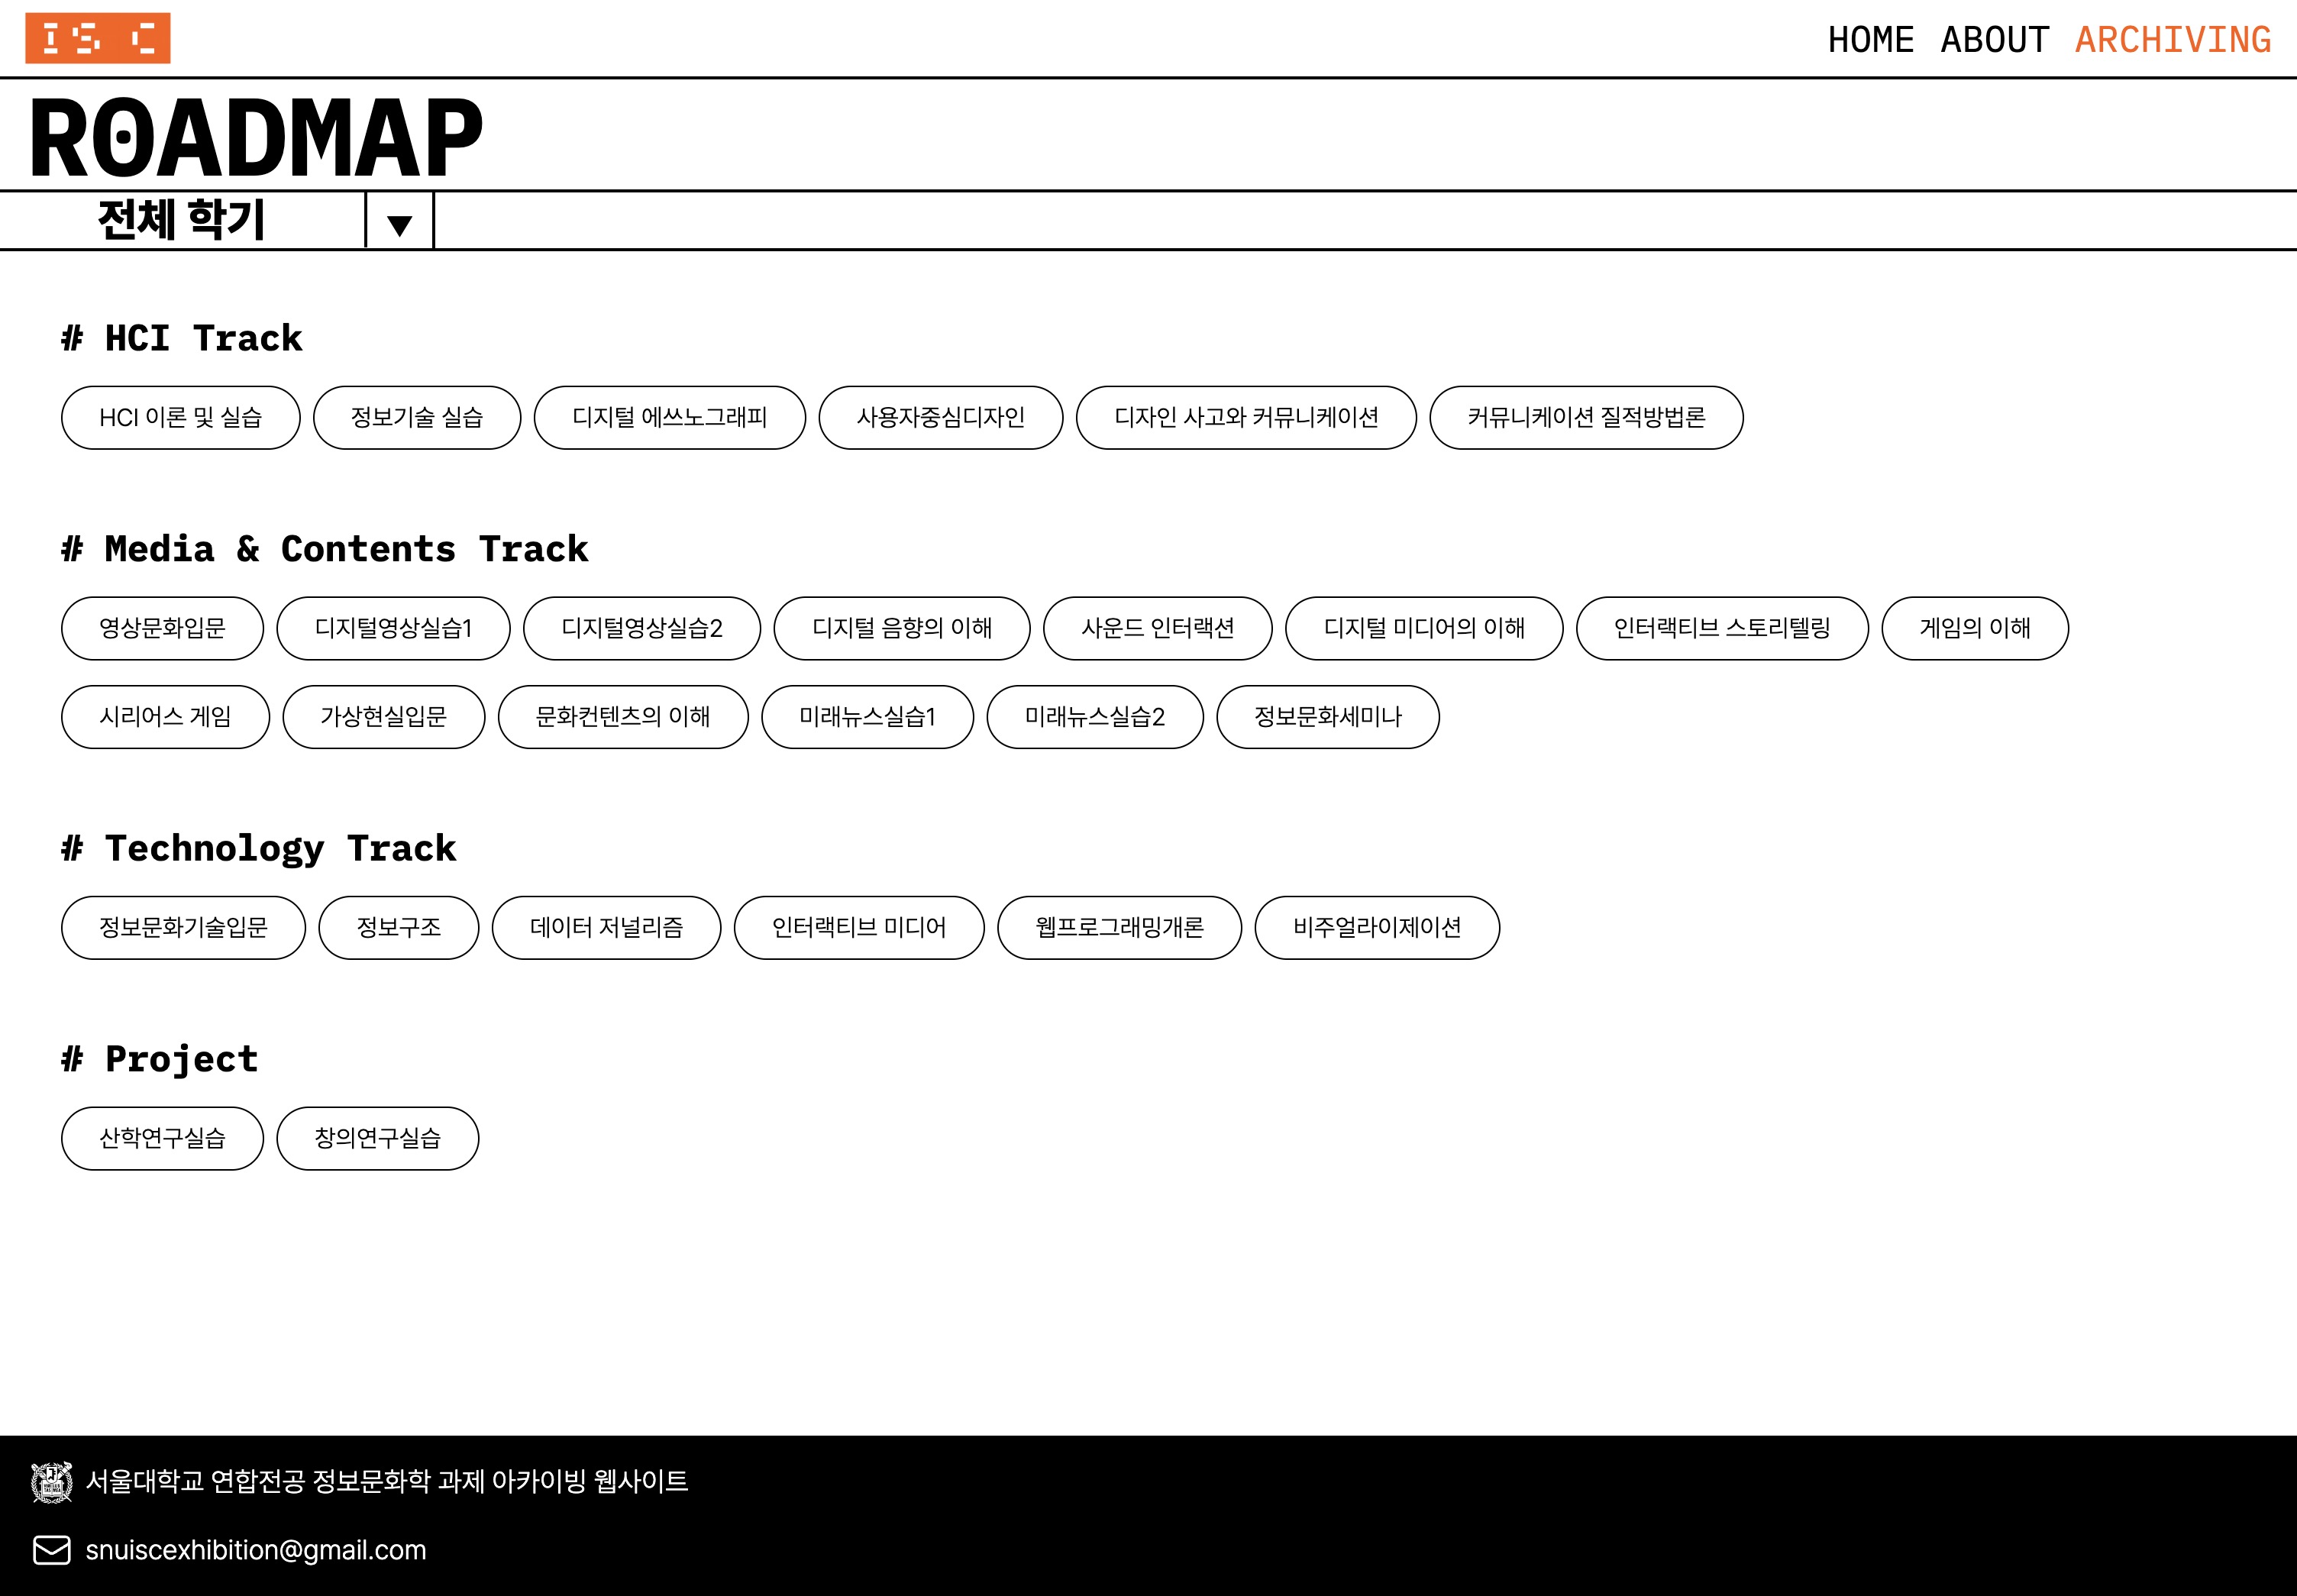 ISC
HOME ABOUT ARCHIVING
ROADMAP
전체 학기 ▼
# HCI Track
HCI 이론 및 실습 정보기술 실습 디지털 에쓰노그래피 사용자중심디자인 디자인 사고와 커뮤니케이션 커뮤니케이션 질적방법론
# Media & Contents Track
영상문화입문 디지털영상실습1 디지털영상실습2 디지털 음향의 이해 사운드 인터랙션 디지털 미디어의 이해 인터랙티브 스토리텔링 게임의 이해
시리어스 게임 가상현실입문 문화컨텐츠의 이해 미래뉴스실습1 미래뉴스실습2 정보문화세미나
# Technology Track
정보문화기술입문 정보구조 데이터 저널리즘 인터랙티브 미디어 웹프로그래밍개론 비주얼라이제이션
# Project
산학연구실습 창의연구실습
서울대학교 연합전공 정보문화학 과제 아카이빙 웹사이트
snuiscexhibition@gmail.com